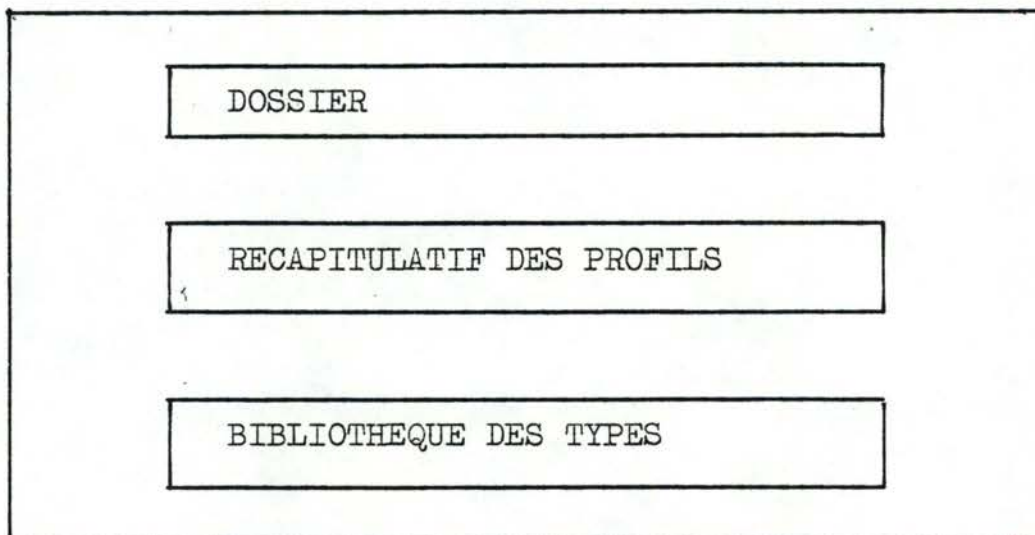 DOSSIER
RECAPITULATIF DES PROFILS
BIBLIOTHEQUE DES TYPES